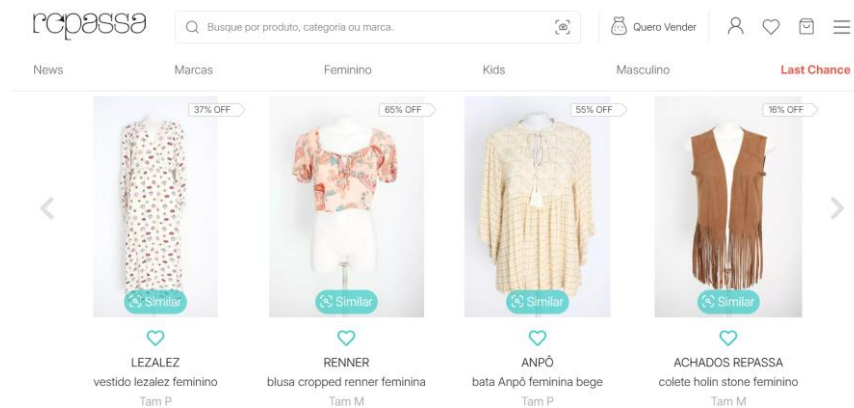 repassa
Busque por produto, categoria ou marca.
Quero Vender
News Marcas Feminino Kids Masculino Last Chance
37% OFF 65% OFF 55% OFF 16% OFF
Similar Similar Similar Similar
LEZALEZ RENNER ANPÔ ACHADOS REPASSA
vestido lezalez feminino blusa cropped renner feminina bata Anpô feminina bege colete holin stone feminino
Tam P Tam M Tam P Tam M